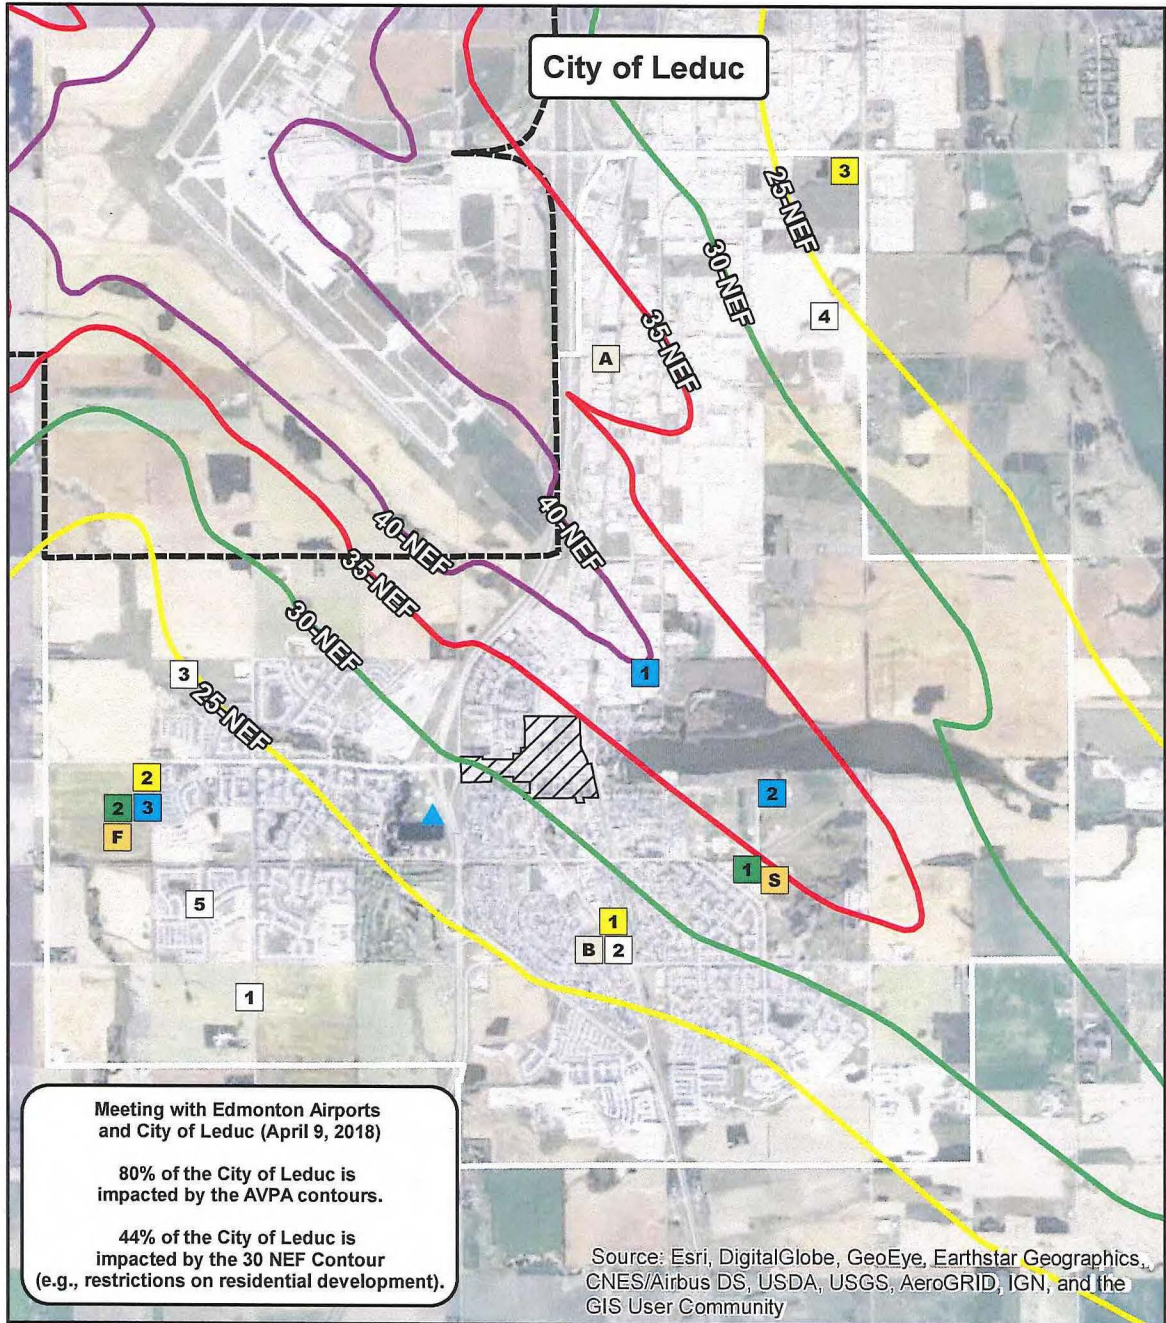 City of Leduc
3
25-NEF
30-NEF
4
35-NEF
A
40-NEF
40-NEF
35-NEF
30-NEF
3
25-NEF
1
2
2
3
F
2
1
S
5
1
B
2
1
Meeting with Edmonton Airports
and City of Leduc (April 9, 2018)
80% of the City of Leduc is
impacted by the AVPA contours.
44% of the City of Leduc is
impacted by the 30 NEF Contour
(e.g., restrictions on residential development).
Source: Esri, DigitalGlobe, GeoEye, Earthstar Geographics,
CNES/Airbus DS, USDA, USGS, AeroGRID, IGN, and the
GIS User Community